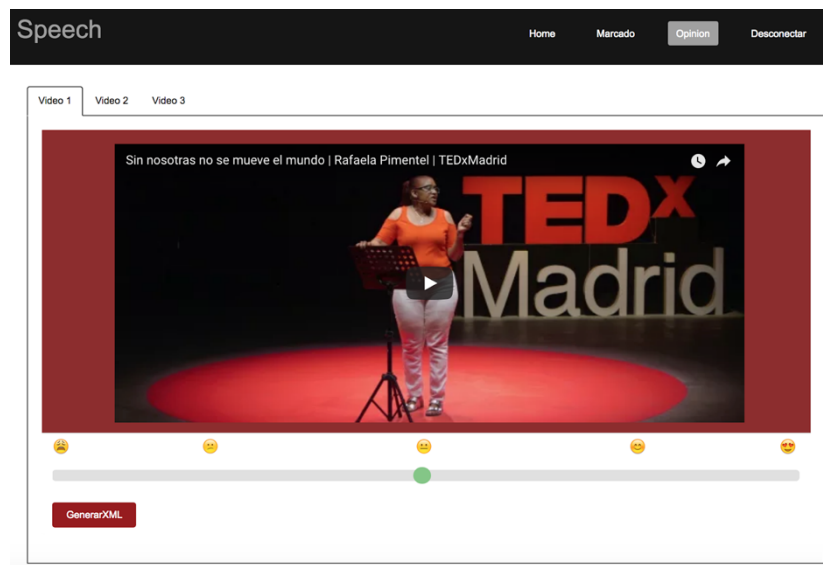 Speech
Home Marcado Opinion Desconectar
Video 1 Video 2 Video 3
Sin nosotras no se mueve el mundo | Rafaela Pimentel | TEDxMadrid
TEDx
Madrid
GenerarXML